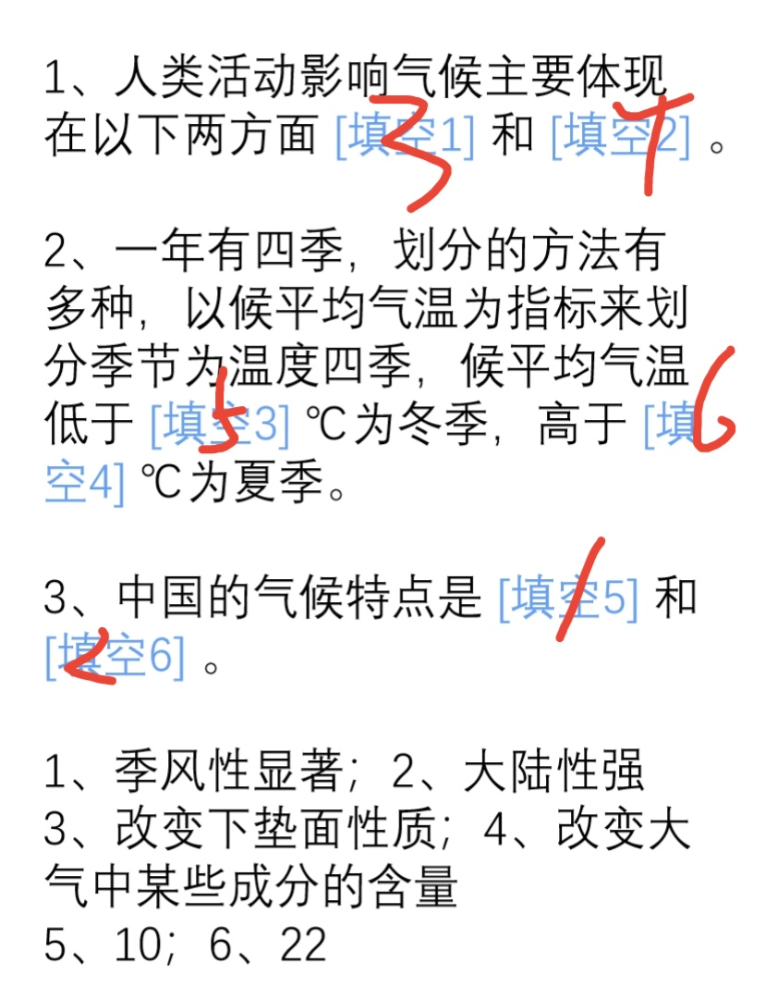 1、人类活动影响气候主要体现
在以下两方面 [填空1] 和 [填空2] 。
3 4
2、一年有四季，划分的方法有
多种，以候平均气温为指标来划
分季节为温度四季，候平均气温
低于 [填空3] ℃为冬季，高于 [填
5 6
空4] ℃为夏季。
3、中国的气候特点是 [填空5] 和
1
[填空6] 。
2
1、季风性显著；2、大陆性强
3、改变下垫面性质；4、改变大
气中某些成分的含量
5、10；6、22